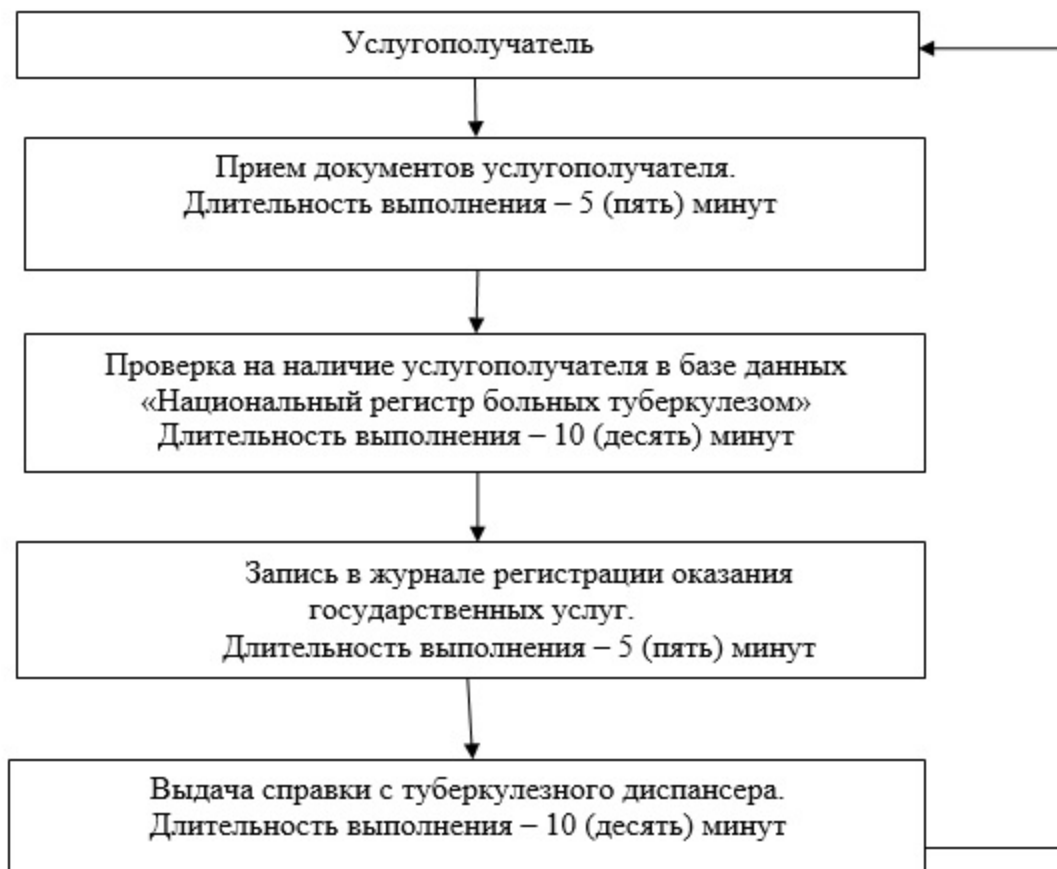 Услугополучатель
Прием документов услугополучателя.
Длительность выполнения – 5 (пять) минут
Проверка на наличие услугополучателя в базе данных
«Национальный регистр больных туберкулезом»
Длительность выполнения – 10 (десять) минут
Запись в журнале регистрации оказания
государственных услуг.
Длительность выполнения – 5 (пять) минут
Выдача справки с туберкулезного диспансера.
Длительность выполнения – 10 (десять) минут